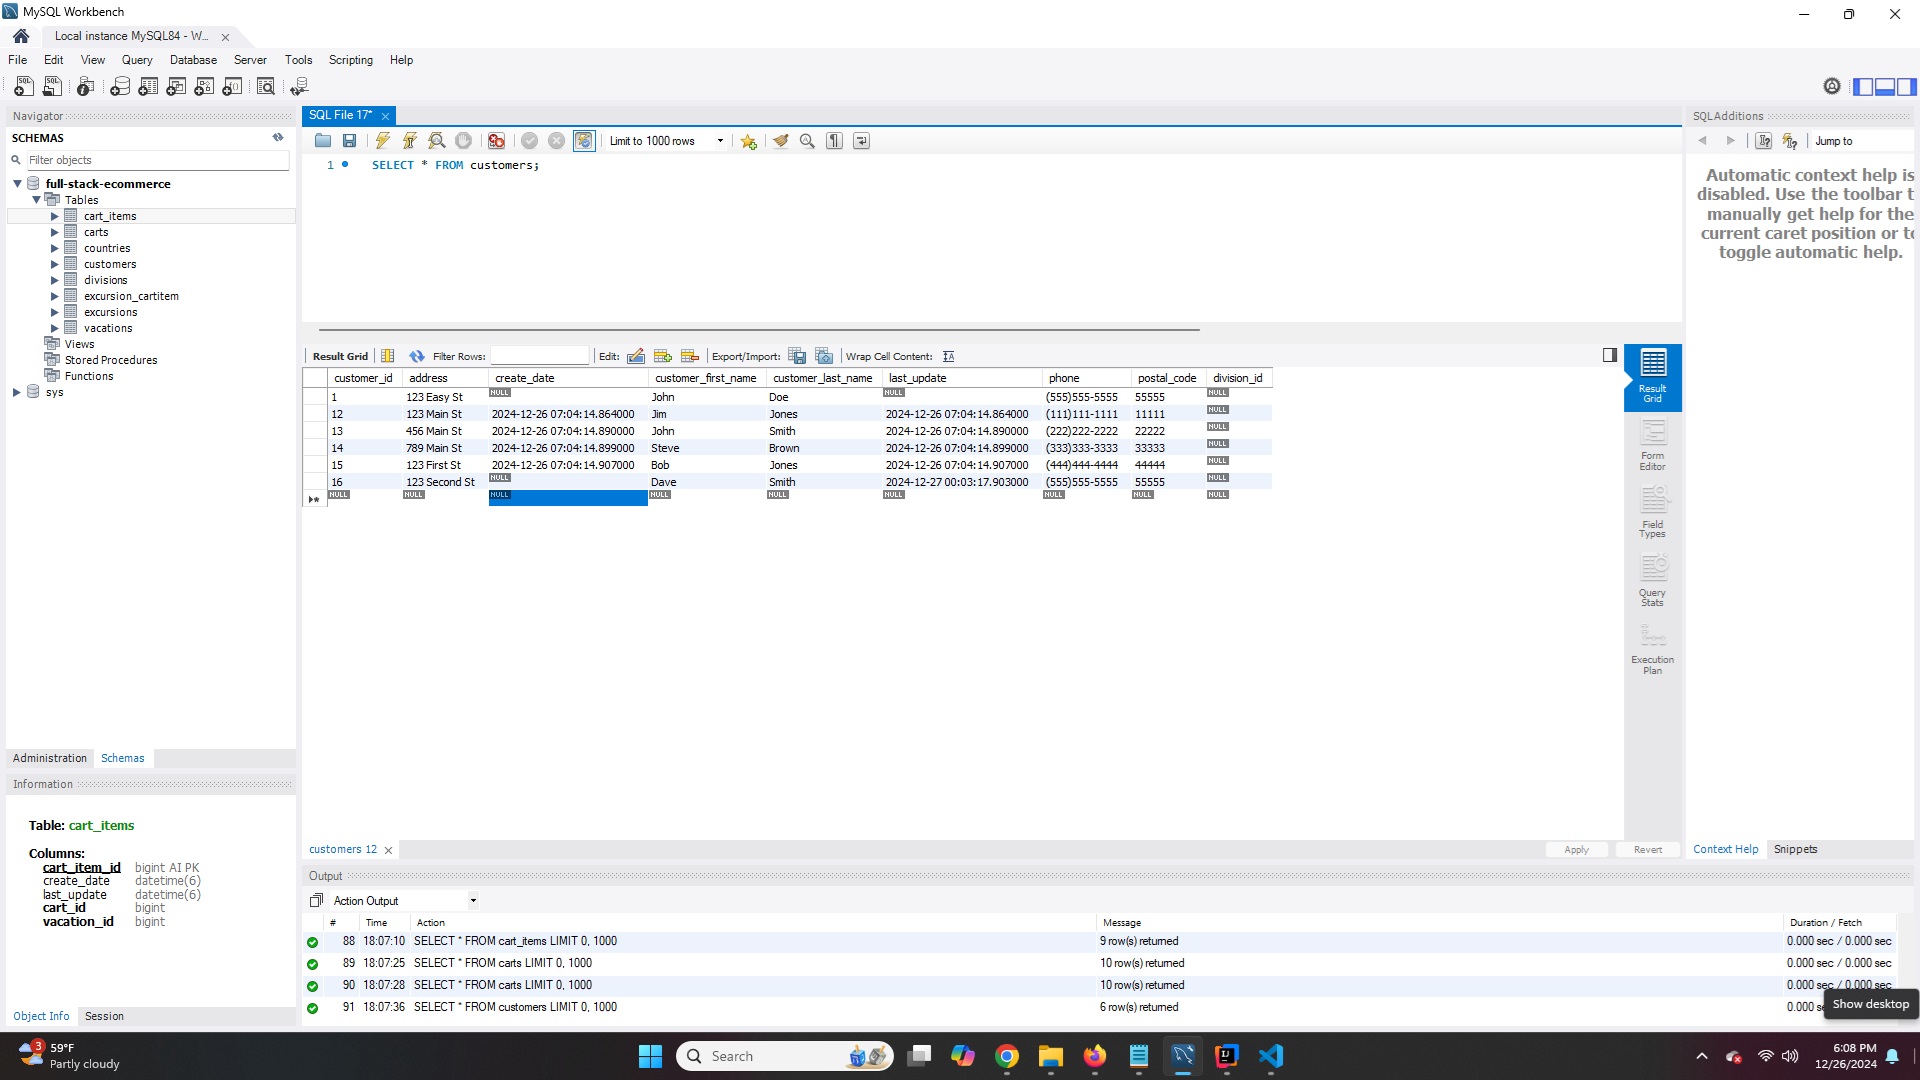 MySQL Workbench
Local instance MySQL84 - W...
File Edit View Query Database Server Tools Scripting Help
Navigator
SCHEMAS
Filter objects
full-stack-ecommerce
Tables
cart_items
carts
countries
customers
divisions
excursion_cartitem
excursions
vacations
Views
Stored Procedures
Functions
sys
Administration Schemas
Information
Table: cart_items
Columns:
cart_item_id bigint AI PK
create_date datetime(6)
last_update datetime(6)
cart_id bigint
vacation_id bigint
Object Info Session
SQL File 17*
Limit to 1000 rows
1 SELECT * FROM customers;
Result Grid Filter Rows: Edit: Export/Import: Wrap Cell Content:
customer_id address create_date customer_first_name customer_last_name last_update phone postal_code division_id
1 123 Easy St NULL John Doe NULL (555)555-5555 55555 NULL
12 123 Main St 2024-12-26 07:04:14.864000 Jim Jones 2024-12-26 07:04:14.864000 (111)111-1111 11111 NULL
13 456 Main St 2024-12-26 07:04:14.890000 John Smith 2024-12-26 07:04:14.890000 (222)222-2222 22222 NULL
14 789 Main St 2024-12-26 07:04:14.899000 Steve Brown 2024-12-26 07:04:14.899000 (333)333-3333 33333 NULL
15 123 First St 2024-12-26 07:04:14.907000 Bob Jones 2024-12-26 07:04:14.907000 (444)444-4444 44444 NULL
16 123 Second St NULL Dave Smith 2024-12-27 00:03:17.903000 (555)555-5555 55555 NULL
NULL NULL NULL NULL NULL NULL NULL NULL NULL
Result
Grid
Form
Editor
Field
Types
Query
Stats
Execution
Plan
customers 12 Apply Revert
SQLAdditions
Jump to
Automatic context help is
disabled. Use the toolbar t
manually get help for the
current caret position or to
toggle automatic help.
Context Help Snippets
Output
Action Output
# Time Action Message Duration / Fetch
88 18:07:10 SELECT * FROM cart_items LIMIT 0, 1000 9 row(s) returned 0.000 sec / 0.000 sec
89 18:07:25 SELECT * FROM carts LIMIT 0, 1000 10 row(s) returned 0.000 sec / 0.000 sec
90 18:07:28 SELECT * FROM carts LIMIT 0, 1000 10 row(s) returned 0.000 sec / 0.000 sec
91 18:07:36 SELECT * FROM customers LIMIT 0, 1000 6 row(s) returned 0.000 se
Show desktop
3
59°F
Partly cloudy
Search
6:08 PM
12/26/2024